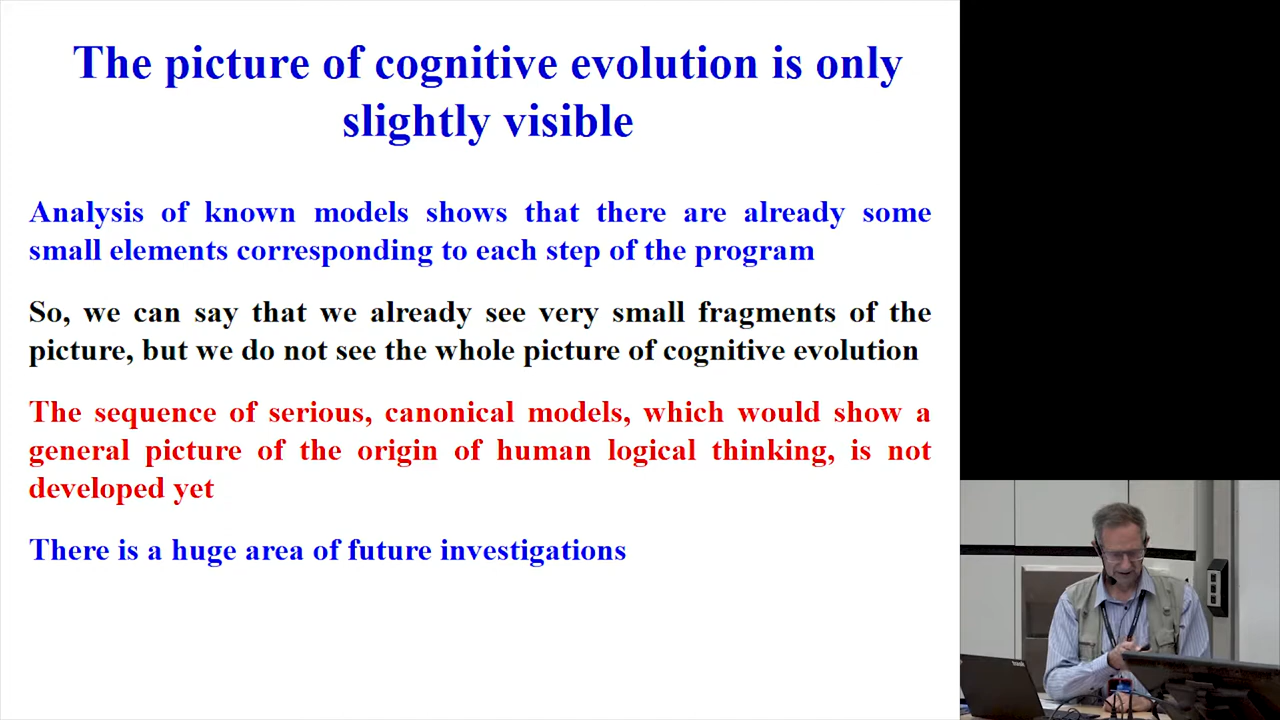 The picture of cognitive evolution is only
slightly visible
Analysis of known models shows that there are already some
small elements corresponding to each step of the program
So, we can say that we already see very small fragments of the
picture, but we do not see the whole picture of cognitive evolution
The sequence of serious, canonical models, which would show a
general picture of the origin of human logical thinking, is not
developed yet
There is a huge area of future investigations